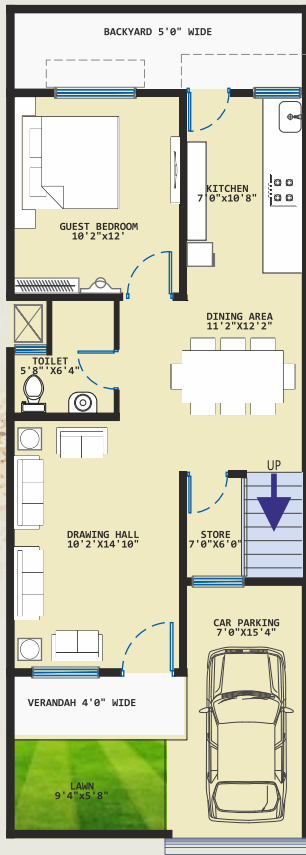 BACKYARD 5'0" WIDE
KITCHEN
7'0"x10'8"
GUEST BEDROOM
10'2"x12'
DINING AREA
11'2"X12'2"
TOILET
5'8"'X6'4"
UP
DRAWING HALL
10'2'X14'10"
STORE
7'0"X6'0"
CAR PARKING
7'0"X15'4"
VERANDAH 4'0" WIDE
LAWN
9'4"x5'8"